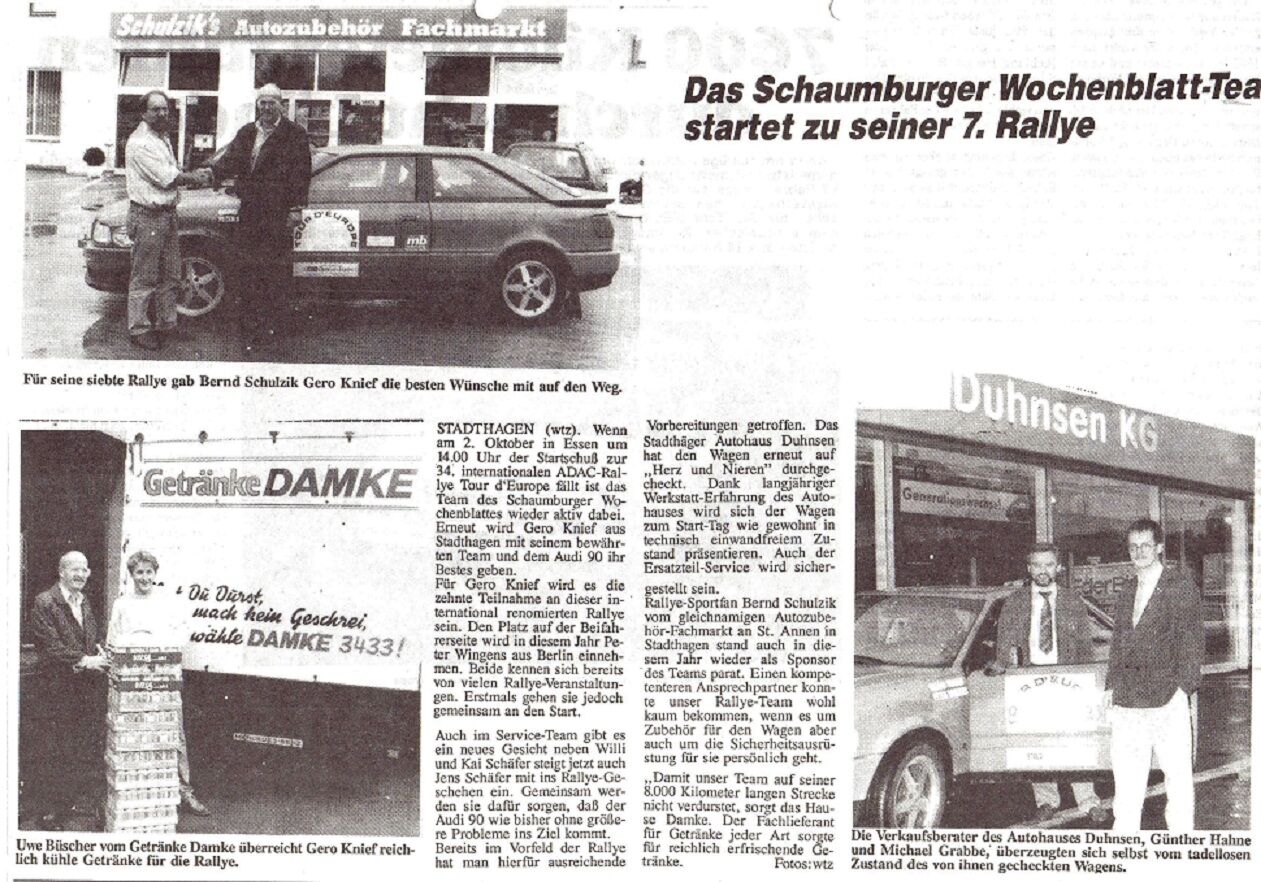 Schulzik's Autozubehör Fachmarkt
TOUR D'EUROPE
mb
Das Schaumburger Wochenblatt-Tea
startet zu seiner 7. Rallye
Für seine siebte Rallye gab Bernd Schulzik Gero Knief die besten Wünsche mit auf den Weg.
Getränke DAMKE
Du Durst,
mach kein Geschrei,
wähle DAMKE 3433!
Uwe Büscher vom Getränke Damke überreicht Gero Knief reich-
lich kühle Getränke für die Rallye.
STADTHAGEN (wtz). Wenn
am 2. Oktober in Essen um
14.00 Uhr der Startschuß zur
34. internationalen ADAC-Ral-
lye Tour d'Europe fällt ist das
Team des Schaumburger Wo-
chenblattes wieder aktiv dabei.
Erneut wird Gero Knief aus
Stadthagen mit seinem bewähr-
ten Team und dem Audi 90 ihr
Bestes geben.
Für Gero Knief wird es die
zehnte Teilnahme an dieser in-
ternational renomierten Rallye
sein. Den Platz auf der Beifah-
rerseite wird in diesem Jahr Pe-
ter Wingens aus Berlin einneh-
men. Beide kennen sich bereits
von vielen Rallye-Veranstaltun-
gen. Erstmals gehen sie jedoch
gemeinsam an den Start.
Auch im Service-Team gibt es
ein neues Gesicht neben Willi
und Kai Schäfer steigt jetzt auch
Jens Schäfer mit ins Rallye-Ge-
schehen ein. Gemeinsam wer-
den sie dafür sorgen, daß der
Audi 90 wie bisher ohne größe-
re Probleme ins Ziel kommt.
Bereits im Vorfeld der Rallye
hat man hierfür ausreichende
Vorbereitungen getroffen. Das
Stadthäger Autohaus Duhnsen
hat den Wagen erneut auf
„Herz und Nieren" durchge-
checkt. Dank langjähriger
Werkstatt-Erfahrung des Auto-
hauses wird sich der Wagen
zum Start-Tag wie gewohnt in
technisch einwandfreiem Zu-
stand präsentieren. Auch der
Ersatzteil-Service wird sicher-
gestellt sein.
Rallye-Sportfan Bernd Schulzik
vom gleichnamigen Autozube-
hör-Fachmarkt an St. Annen in
Stadthagen stand auch in die-
sem Jahr wieder als Sponsor
des Teams parat. Einen kompe-
tenteren Ansprechpartner konn-
te unser Rallye-Team wohl
kaum bekommen, wenn es um
Zubehör für den Wagen aber
auch um die Sicherheitsausrü-
stung für sie persönlich geht.
„Damit unser Team auf seiner
8.000 Kilometer langen Strecke
nicht verdurstet, sorgt das Hau-
se Damke. Der Fachlieferant
für Getränke jeder Art sorgte
für reichlich erfrischende Ge-
tränke. Fotos: wtz
Duhnsen KG
Generationswechsel
Die Verkaufsberater des Autohauses Duhnsen, Günther Hahne
und Michael Grabbe, überzeugten sich selbst vom tadellosen
Zustand des von ihnen gecheckten Wagens.